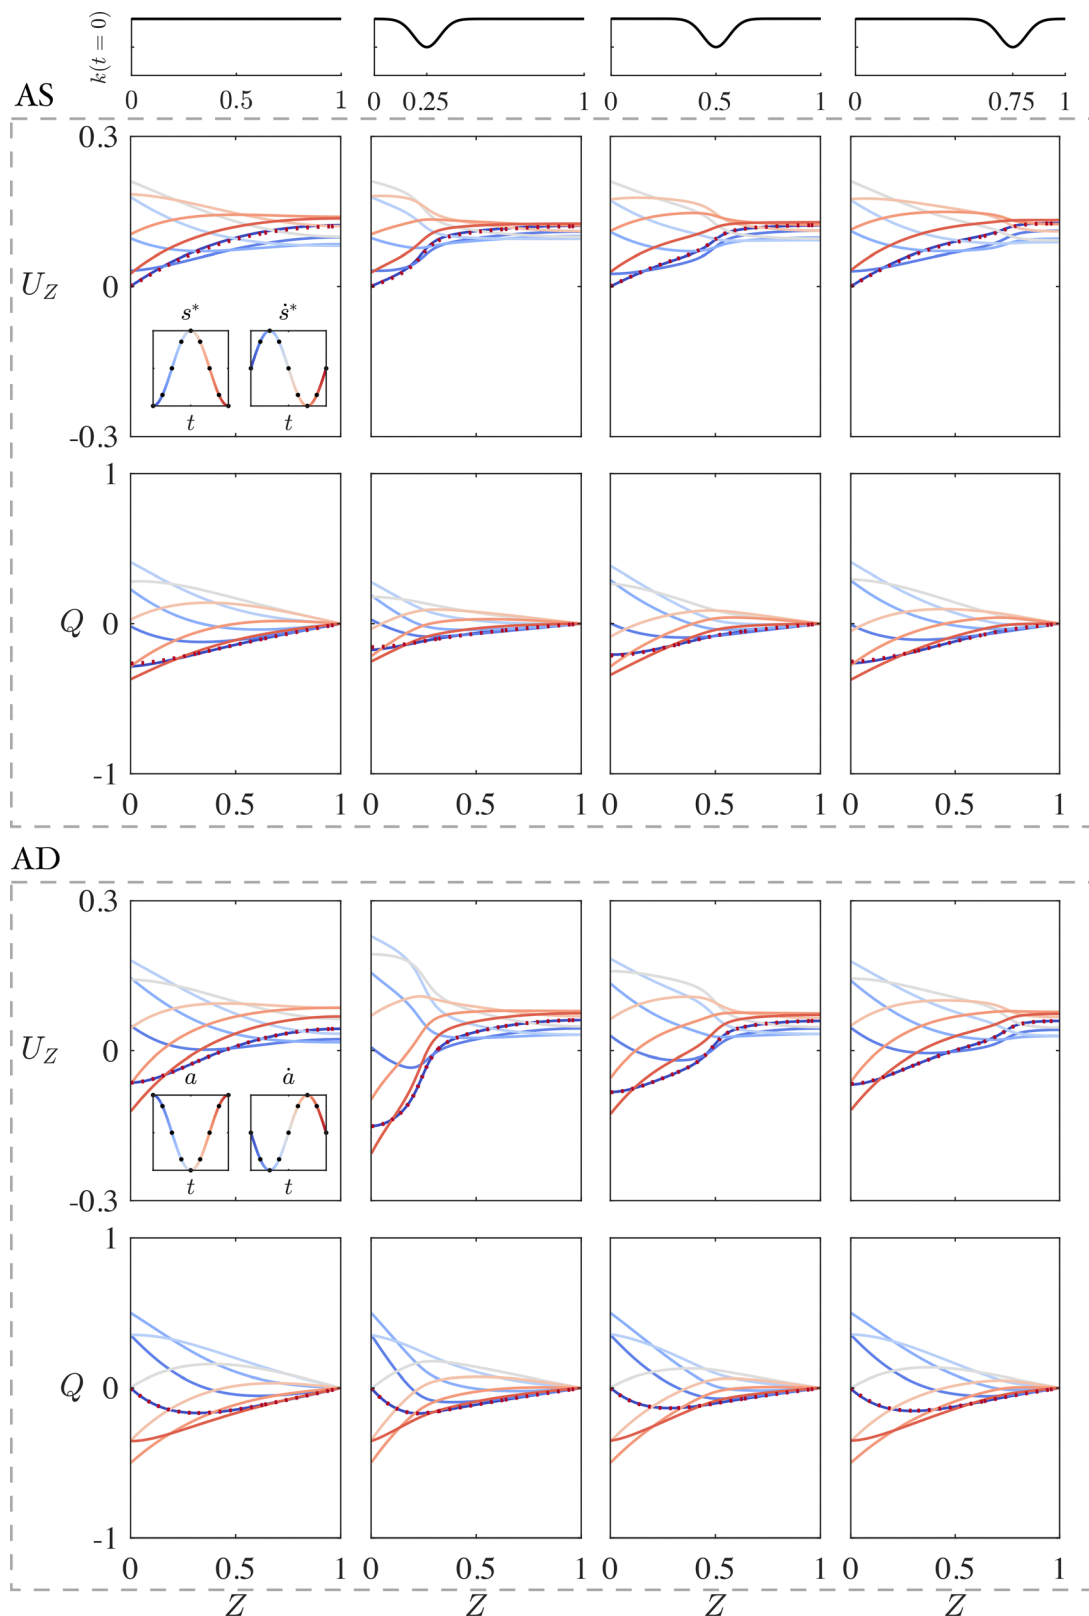 k(t = 0)
0 0.5 1 0 0.25 1 0 0.5 1 0 0.75 1
AS
0.3
U_Z 0
s* ṡ*
t t
-0.3
1
Q 0
-1
0 0.5 1 0 0.5 1 0 0.5 1 0 0.5 1
AD
0.3
U_Z 0
a ȧ
t t
-0.3
1
Q 0
-1
0 0.5 1 0 0.5 1 0 0.5 1 0 0.5 1
Z Z Z Z